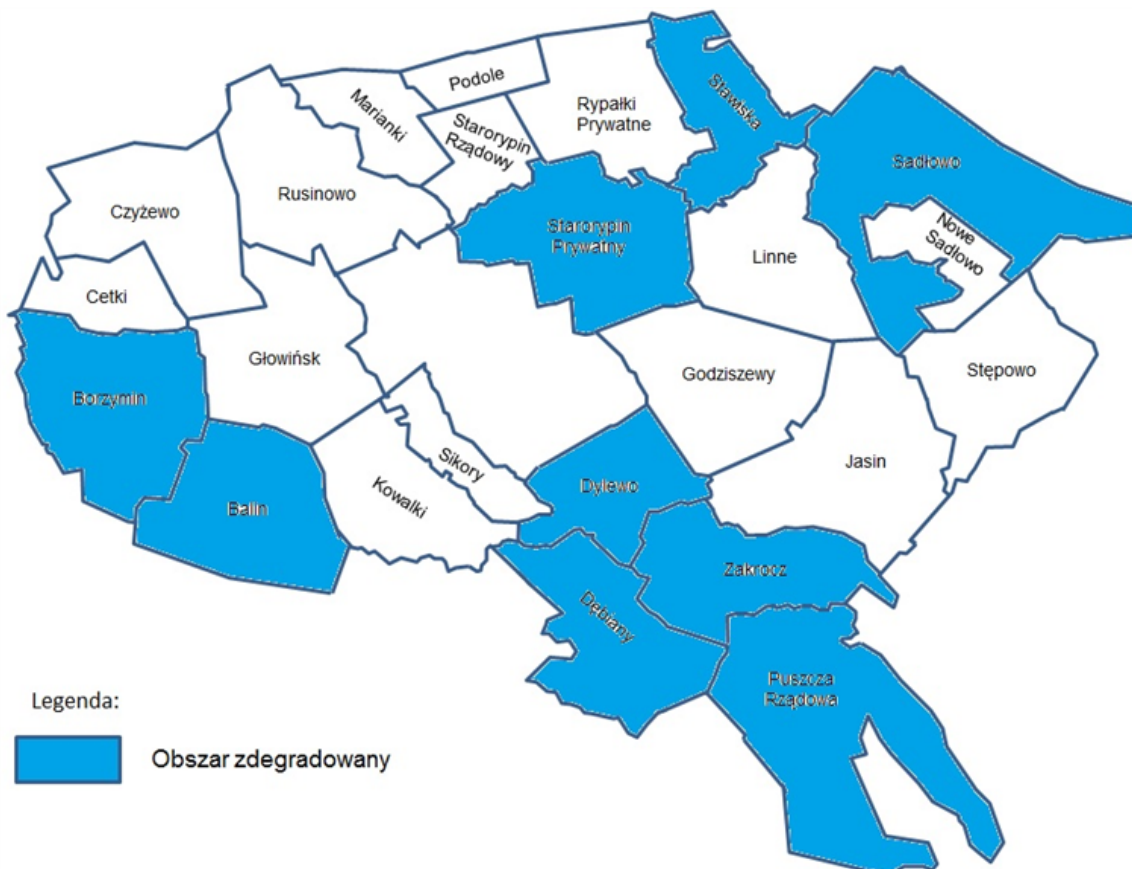 Podole
Marianki
Starorypin
Rządowy
Rypałki
Prywatne
Stawiska
Sadłowo
Rusinowo
Czyżewo
Starorypin
Prywatny
Nowe
Sadłowo
Linne
Cetki
Głowińsk
Godziszewy
Stępowo
Borzymin
Sikory
Jasin
Kowalki
Dylewo
Balin
Zakrocz
Dębiany
Puszcza
Rządowa
Legenda:
Obszar zdegradowany